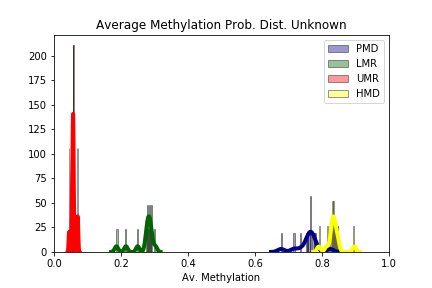 Average Methylation Prob. Dist. Unknown
PMD
LMR
UMR
HMD
200
175
150
125
100
75
50
25
0
0.0 0.2 0.4 0.6 0.8 1.0
Av. Methylation